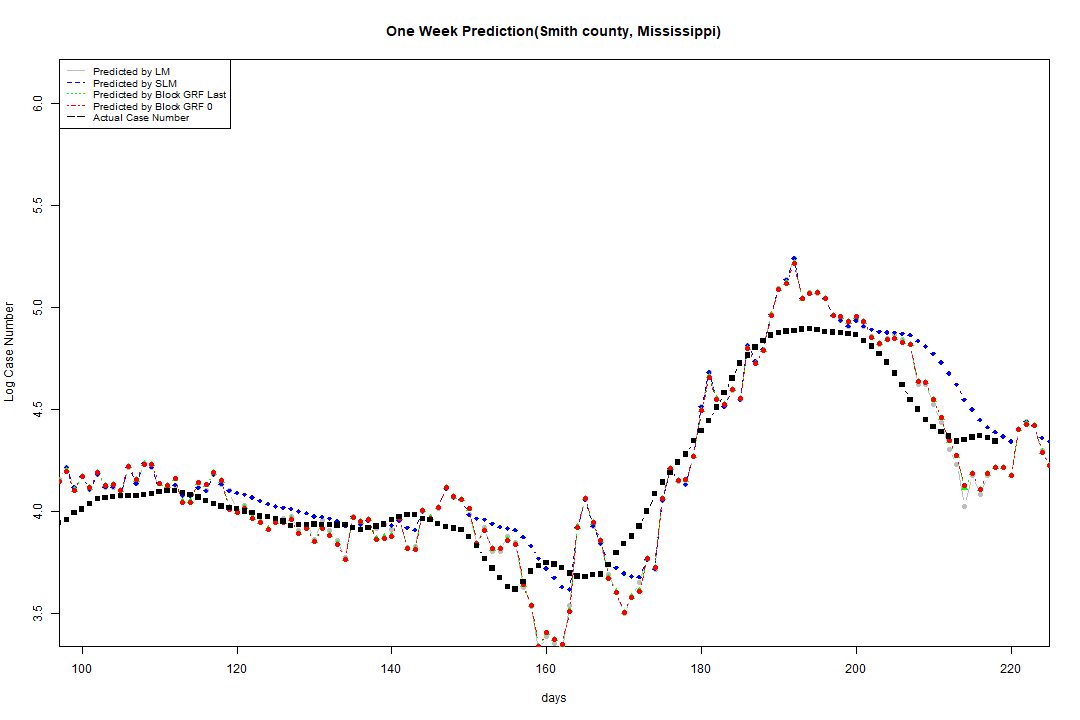 One Week Prediction(Smith county, Mississippi)
Predicted by LM
Predicted by SLM
Predicted by Block GRF Last
Predicted by Block GRF 0
Actual Case Number
Log Case Number
6.0
5.5
5.0
4.5
4.0
3.5
100 120 140 160 180 200 220
days